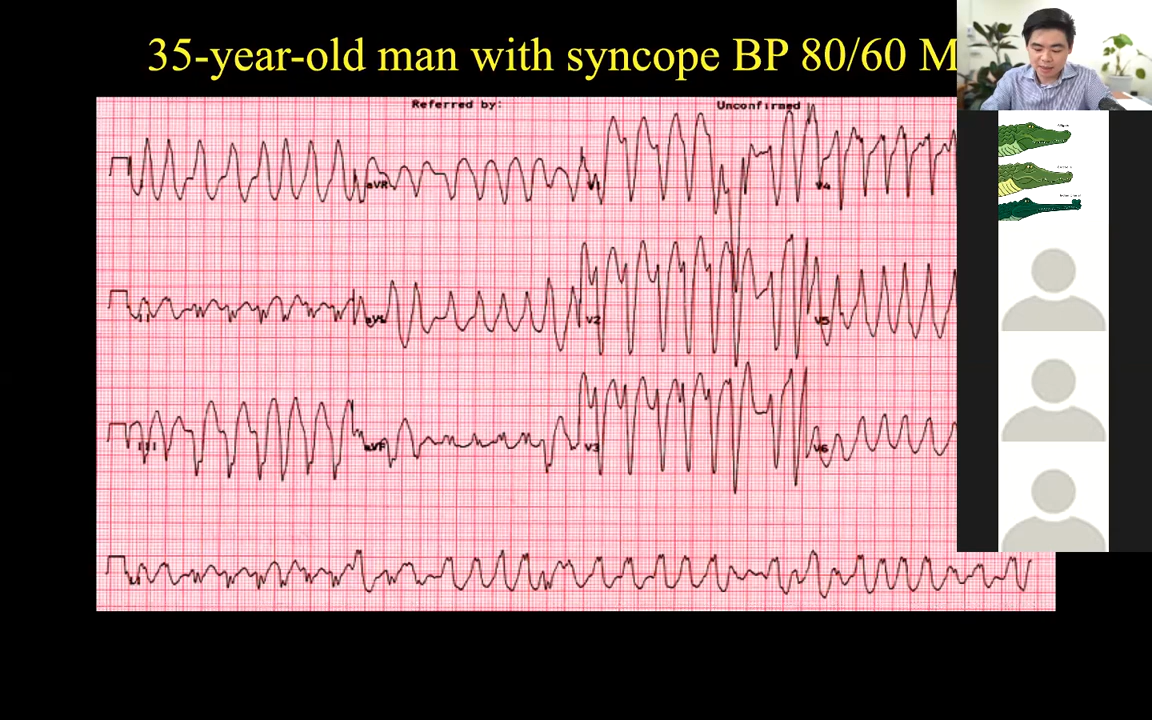 35-year-old man with syncope BP 80/60 M
Referred by:
Unconfirmed
aVR
V1
V4
II
aVL
V2
V5
III
aVF
V3
V6